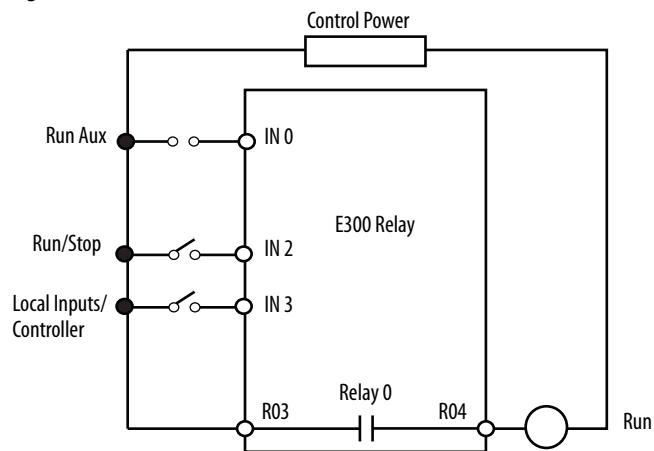 Control Power
Run Aux
IN 0
E300 Relay
Run/Stop
IN 2
Local Inputs/
Controller
IN 3
Relay 0
R03
R04
Run